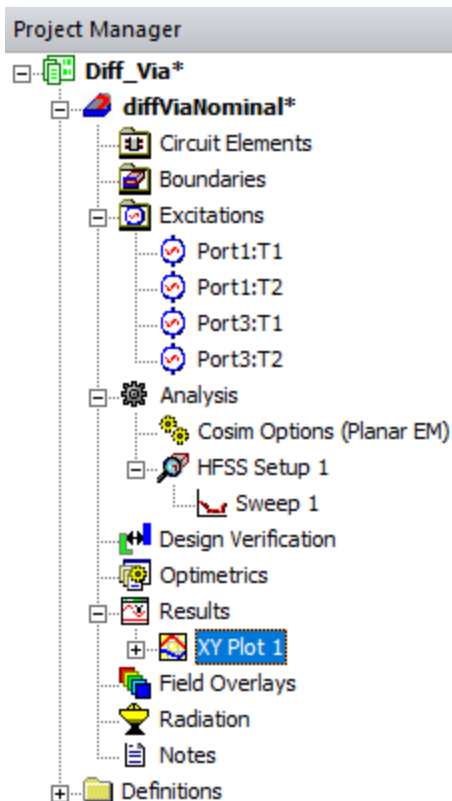 Project Manager
Diff_Via*
diffViaNominal*
Circuit Elements
Boundaries
Excitations
Port1:T1
Port1:T2
Port3:T1
Port3:T2
Analysis
Cosim Options (Planar EM)
HFSS Setup 1
Sweep 1
Design Verification
Optimetrics
Results
XY Plot 1
Field Overlays
Radiation
Notes
Definitions